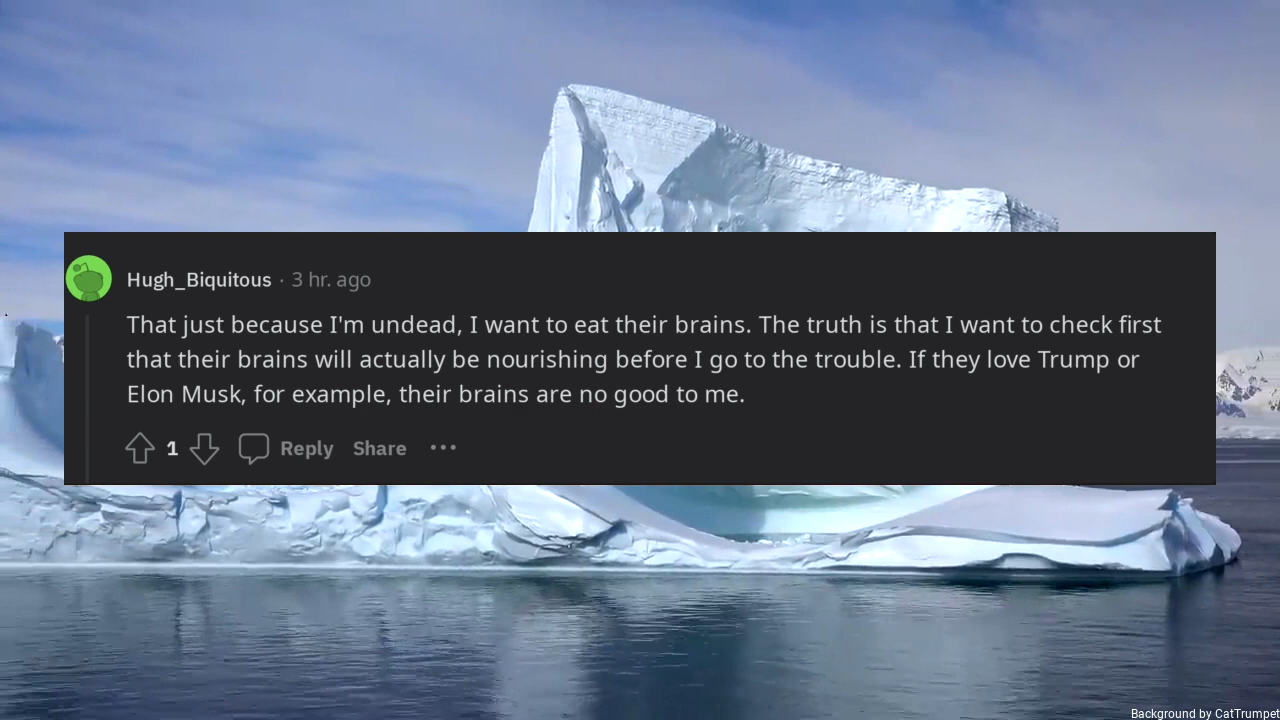 Hugh_Biquitous · 3 hr. ago
That just because I'm undead, I want to eat their brains. The truth is that I want to check first
that their brains will actually be nourishing before I go to the trouble. If they love Trump or
Elon Musk, for example, their brains are no good to me.
1 Reply Share ···
Background by CatTrumpet